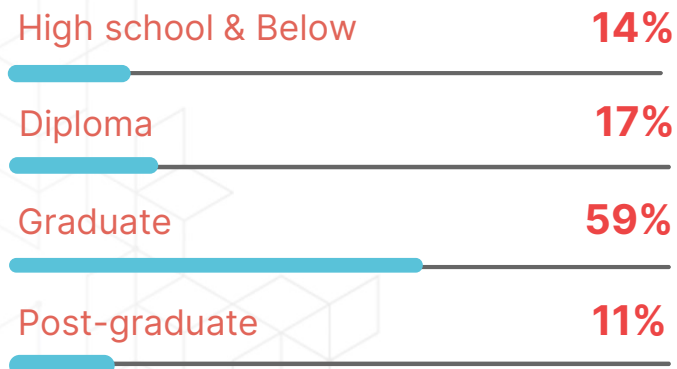 High school & Below 14%
Diploma 17%
Graduate 59%
Post-graduate 11%